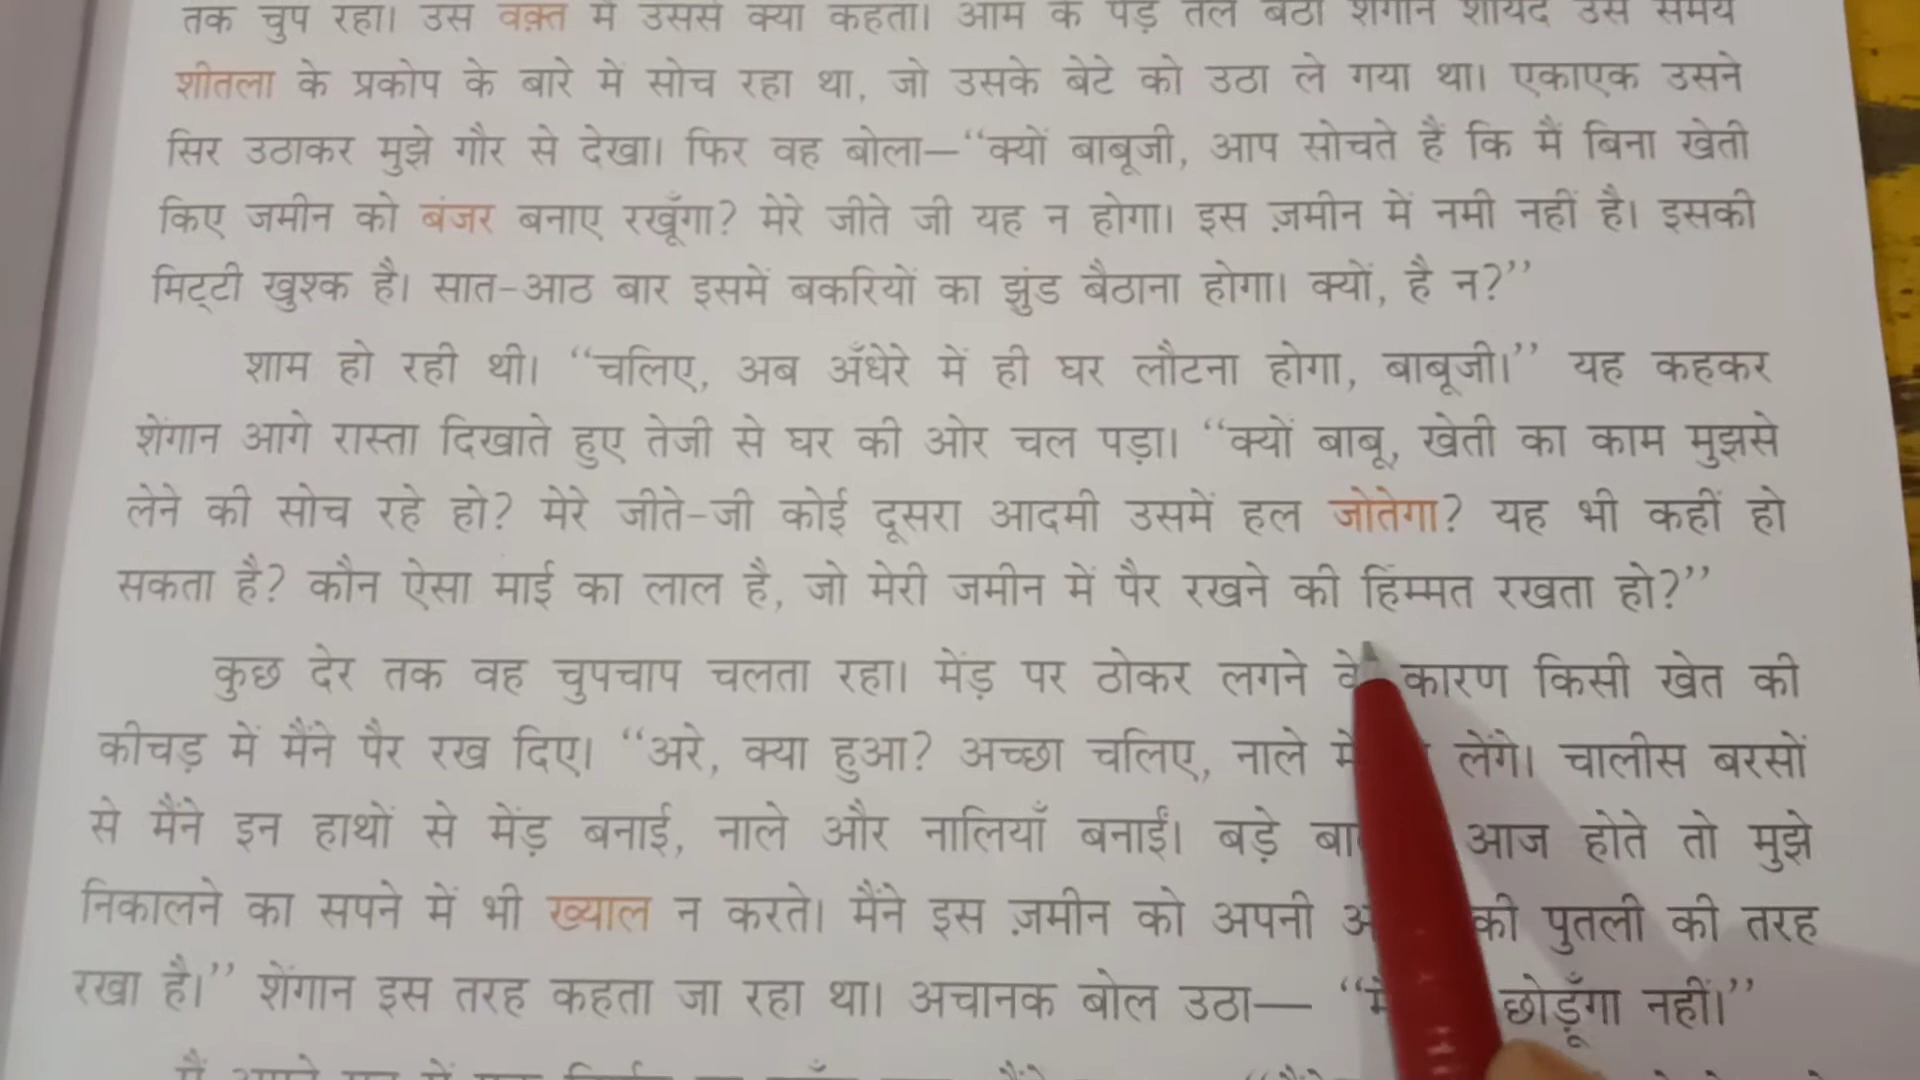 तक चुप रहा। उस वक़्त में उससे क्या कहता। आम के पेड़ तले बैठा शेंगान शायद उस समय
शीतला के प्रकोप के बारे में सोच रहा था, जो उसके बेटे को उठा ले गया था। एकाएक उसने
सिर उठाकर मुझे गौर से देखा। फिर वह बोला—“क्यों बाबूजी, आप सोचते हैं कि मैं बिना खेती
किए जमीन को बंजर बनाए रखूँगा? मेरे जीते जी यह न होगा। इस ज़मीन में नमी नहीं है। इसकी
मिट्टी खुश्क है। सात-आठ बार इसमें बकरियों का झुंड बैठाना होगा। क्यों, है न?”
शाम हो रही थी। “चलिए, अब अँधेरे में ही घर लौटना होगा, बाबूजी।” यह कहकर
शेंगान आगे रास्ता दिखाते हुए तेजी से घर की ओर चल पड़ा। “क्यों बाबू, खेती का काम मुझसे
लेने की सोच रहे हो? मेरे जीते-जी कोई दूसरा आदमी उसमें हल जोतेगा? यह भी कहीं हो
सकता है? कौन ऐसा माई का लाल है, जो मेरी जमीन में पैर रखने की हिम्मत रखता हो?”
कुछ देर तक वह चुपचाप चलता रहा। मेंड़ पर ठोकर लगने कारण किसी खेत की
कीचड़ में मैंने पैर रख दिए। “अरे, क्या हुआ? अच्छा चलिए, नाले लेंगे। चालीस बरसों
से मैंने इन हाथों से मेंड़ बनाई, नाले और नालियाँ बनाईं। बड़े आज होते तो मुझे
निकालने का सपने में भी ख्याल न करते। मैंने इस ज़मीन को अपनी की पुतली की तरह
रखा है।” शेंगान इस तरह कहता जा रहा था। अचानक बोल उठा— छोड़ूँगा नहीं।”